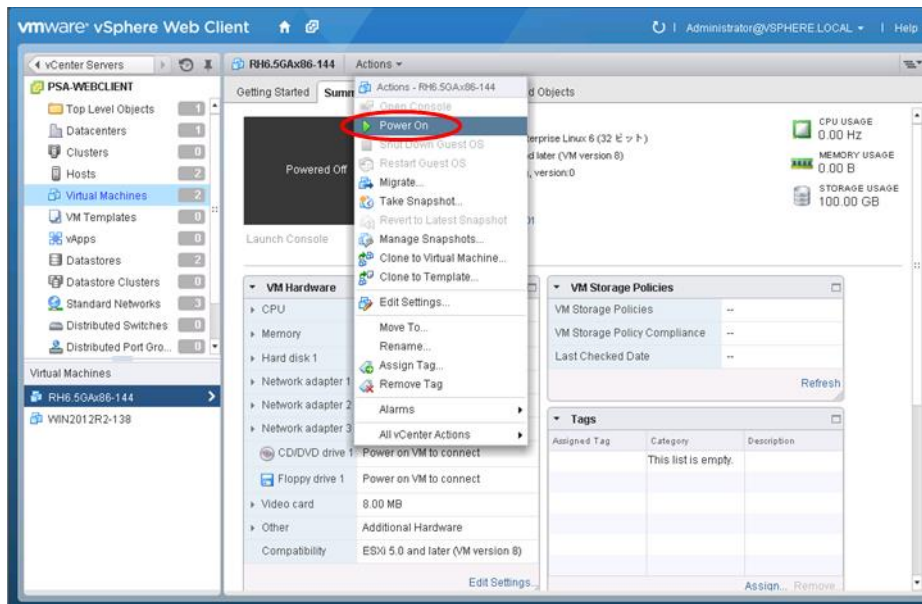 vmware® vSphere Web Client
Administrator@VSPHERE.LOCAL
Help
vCenter Servers
RH6.5GAx86-144
Actions
PSA-WEBCLIENT
Top Level Objects 1
Datacenters 1
Clusters 0
Hosts 2
Virtual Machines 2
VM Templates 0
vApps 0
Datastores 2
Datastore Clusters 0
Standard Networks 3
Distributed Switches 0
Distributed Port Gro... 0
Virtual Machines
RH6.5GAx86-144
WIN2012R2-138
Getting Started
Summ
d Objects
Powered Off
Launch Console
erprise Linux 6 (32 ビット)
d later (VM version 8)
, version:0
01
CPU USAGE
0.00 Hz
MEMORY USAGE
0.00 B
STORAGE USAGE
100.00 GB
Actions - RH6.5GAx86-144
Open Console
Power On
Shut Down Guest OS
Restart Guest OS
Migrate...
Take Snapshot...
Revert to Latest Snapshot
Manage Snapshots...
Clone to Virtual Machine...
Clone to Template...
Edit Settings...
Move To...
Rename...
Assign Tag...
Remove Tag
Alarms
All vCenter Actions
VM Hardware
CPU
Memory
Hard disk 1
Network adapter 1
Network adapter 2
Network adapter 3
CD/DVD drive 1 Power on VM to connect
Floppy drive 1 Power on VM to connect
Video card 8.00 MB
Other Additional Hardware
Compatibility ESXi 5.0 and later (VM version 8)
Edit Settings...
VM Storage Policies
VM Storage Policies --
VM Storage Policy Compliance --
Last Checked Date --
Refresh
Tags
Assigned Tag Category Description
This list is empty.
Assign... Remove